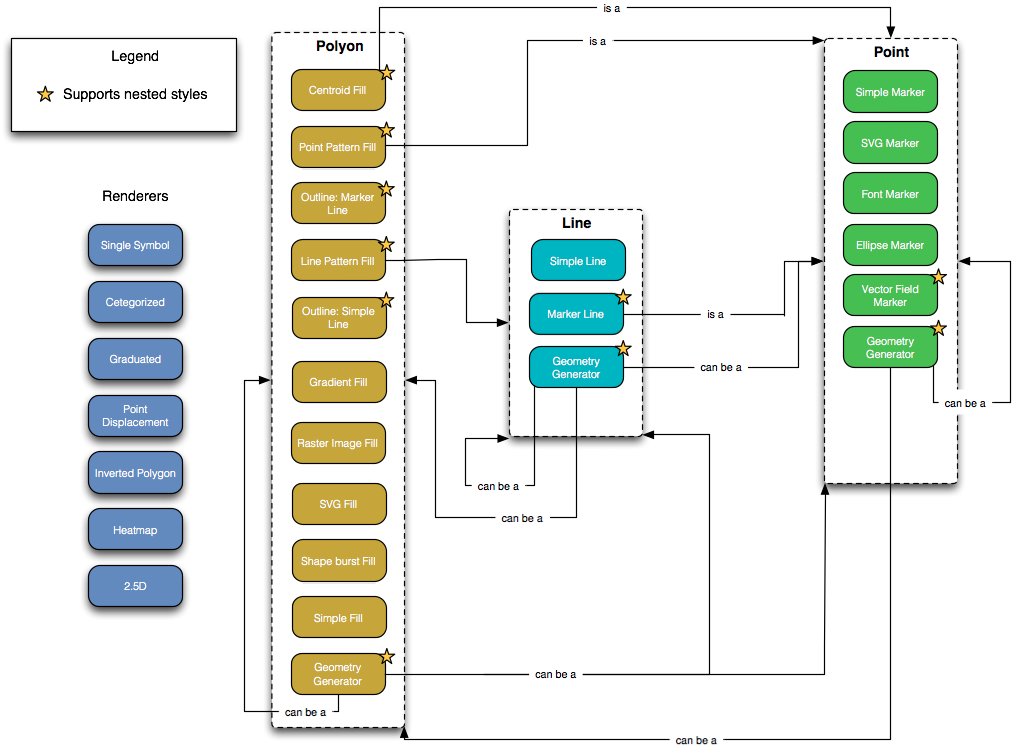 Legend
Supports nested styles
Renderers
Single Symbol
Cetegorized
Graduated
Point
Displacement
Inverted Polygon
Heatmap
2.5D
Polyon
Centroid Fill
Point Pattern Fill
Outline: Marker
Line
Line Pattern Fill
Outline: Simple
Line
Gradient Fill
Raster Image Fill
SVG Fill
Shape burst Fill
Simple Fill
Geometry
Generator
can be a
is a
is a
Line
Simple Line
Marker Line
Geometry
Generator
is a
can be a
can be a
can be a
can be a
can be a
Point
Simple Marker
SVG Marker
Font Marker
Ellipse Marker
Vector Field
Marker
Geometry
Generator
can be a